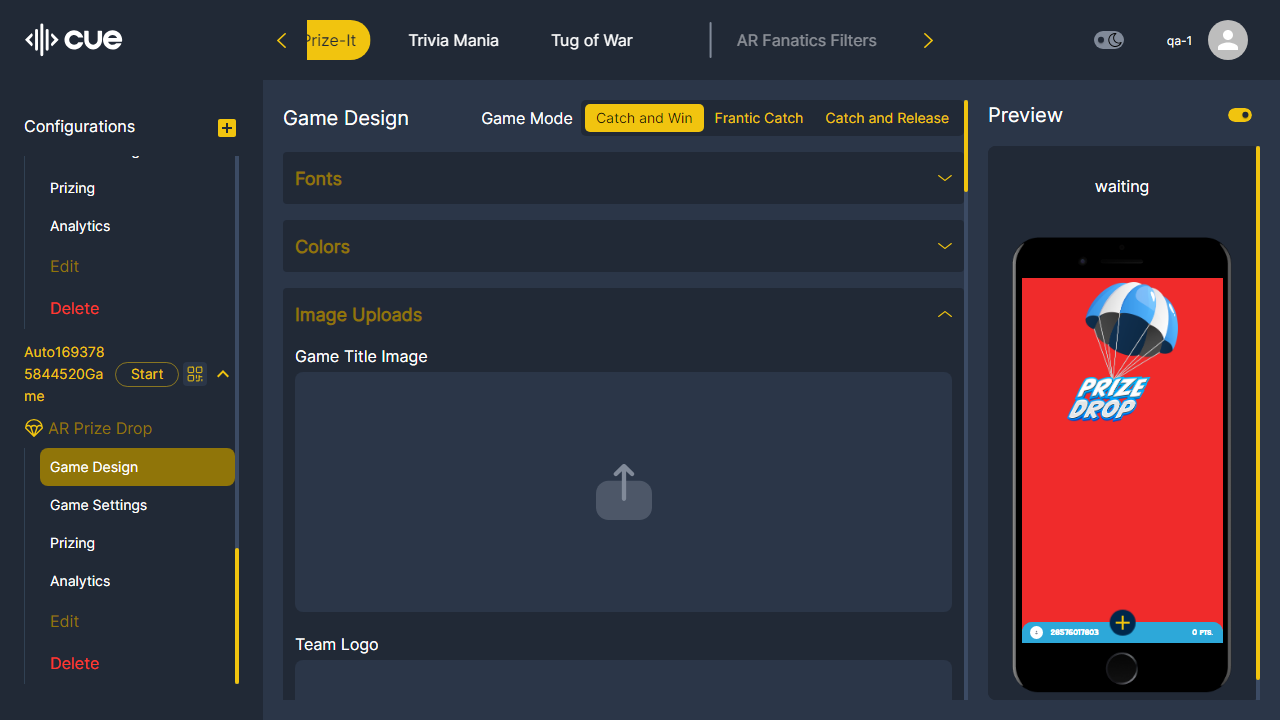 cue
Prize-It
Trivia Mania
Tug of War
AR Fanatics Filters
qa-1
Configurations
Prizing
Analytics
Edit
Delete
Auto169378
5844520Ga
me
Start
AR Prize Drop
Game Design
Game Settings
Prizing
Analytics
Edit
Delete
Game Design
Game Mode
Catch and Win
Frantic Catch
Catch and Release
Fonts
Colors
Image Uploads
Game Title Image
Team Logo
Preview
waiting
PRIZE
DROP
0 PTS.